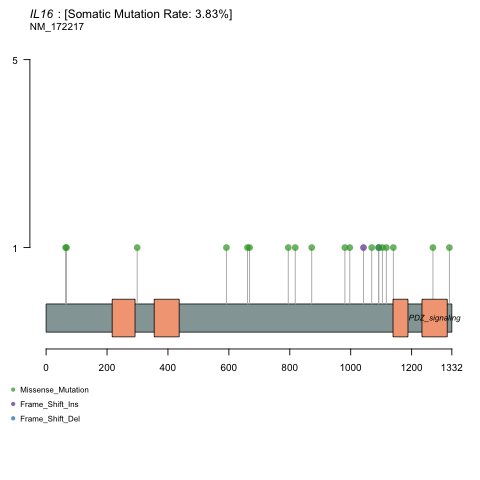 IL16 : [Somatic Mutation Rate: 3.83%]
NM_172217
5
1
PDZ_signaling
0 200 400 600 800 1000 1200 1332
Missense_Mutation
Frame_Shift_Ins
Frame_Shift_Del